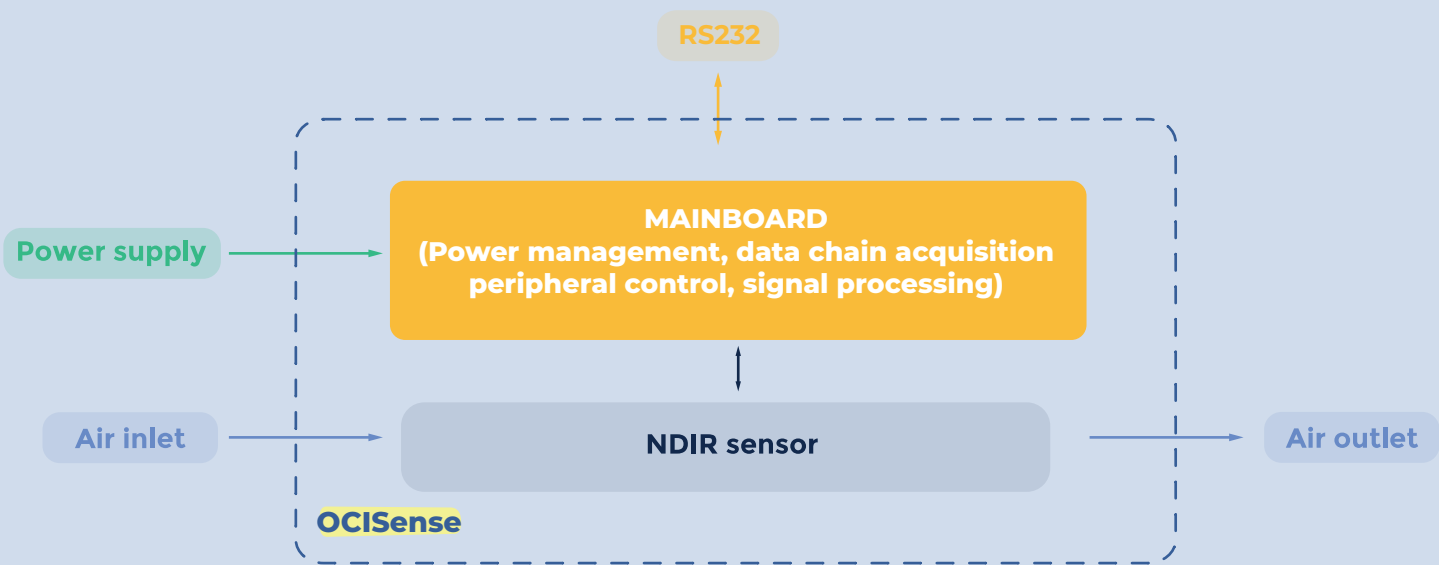 RS232
MAINBOARD
(Power management, data chain acquisition
peripheral control, signal processing)
Power supply
Air inlet
NDIR sensor
Air outlet
OCISense